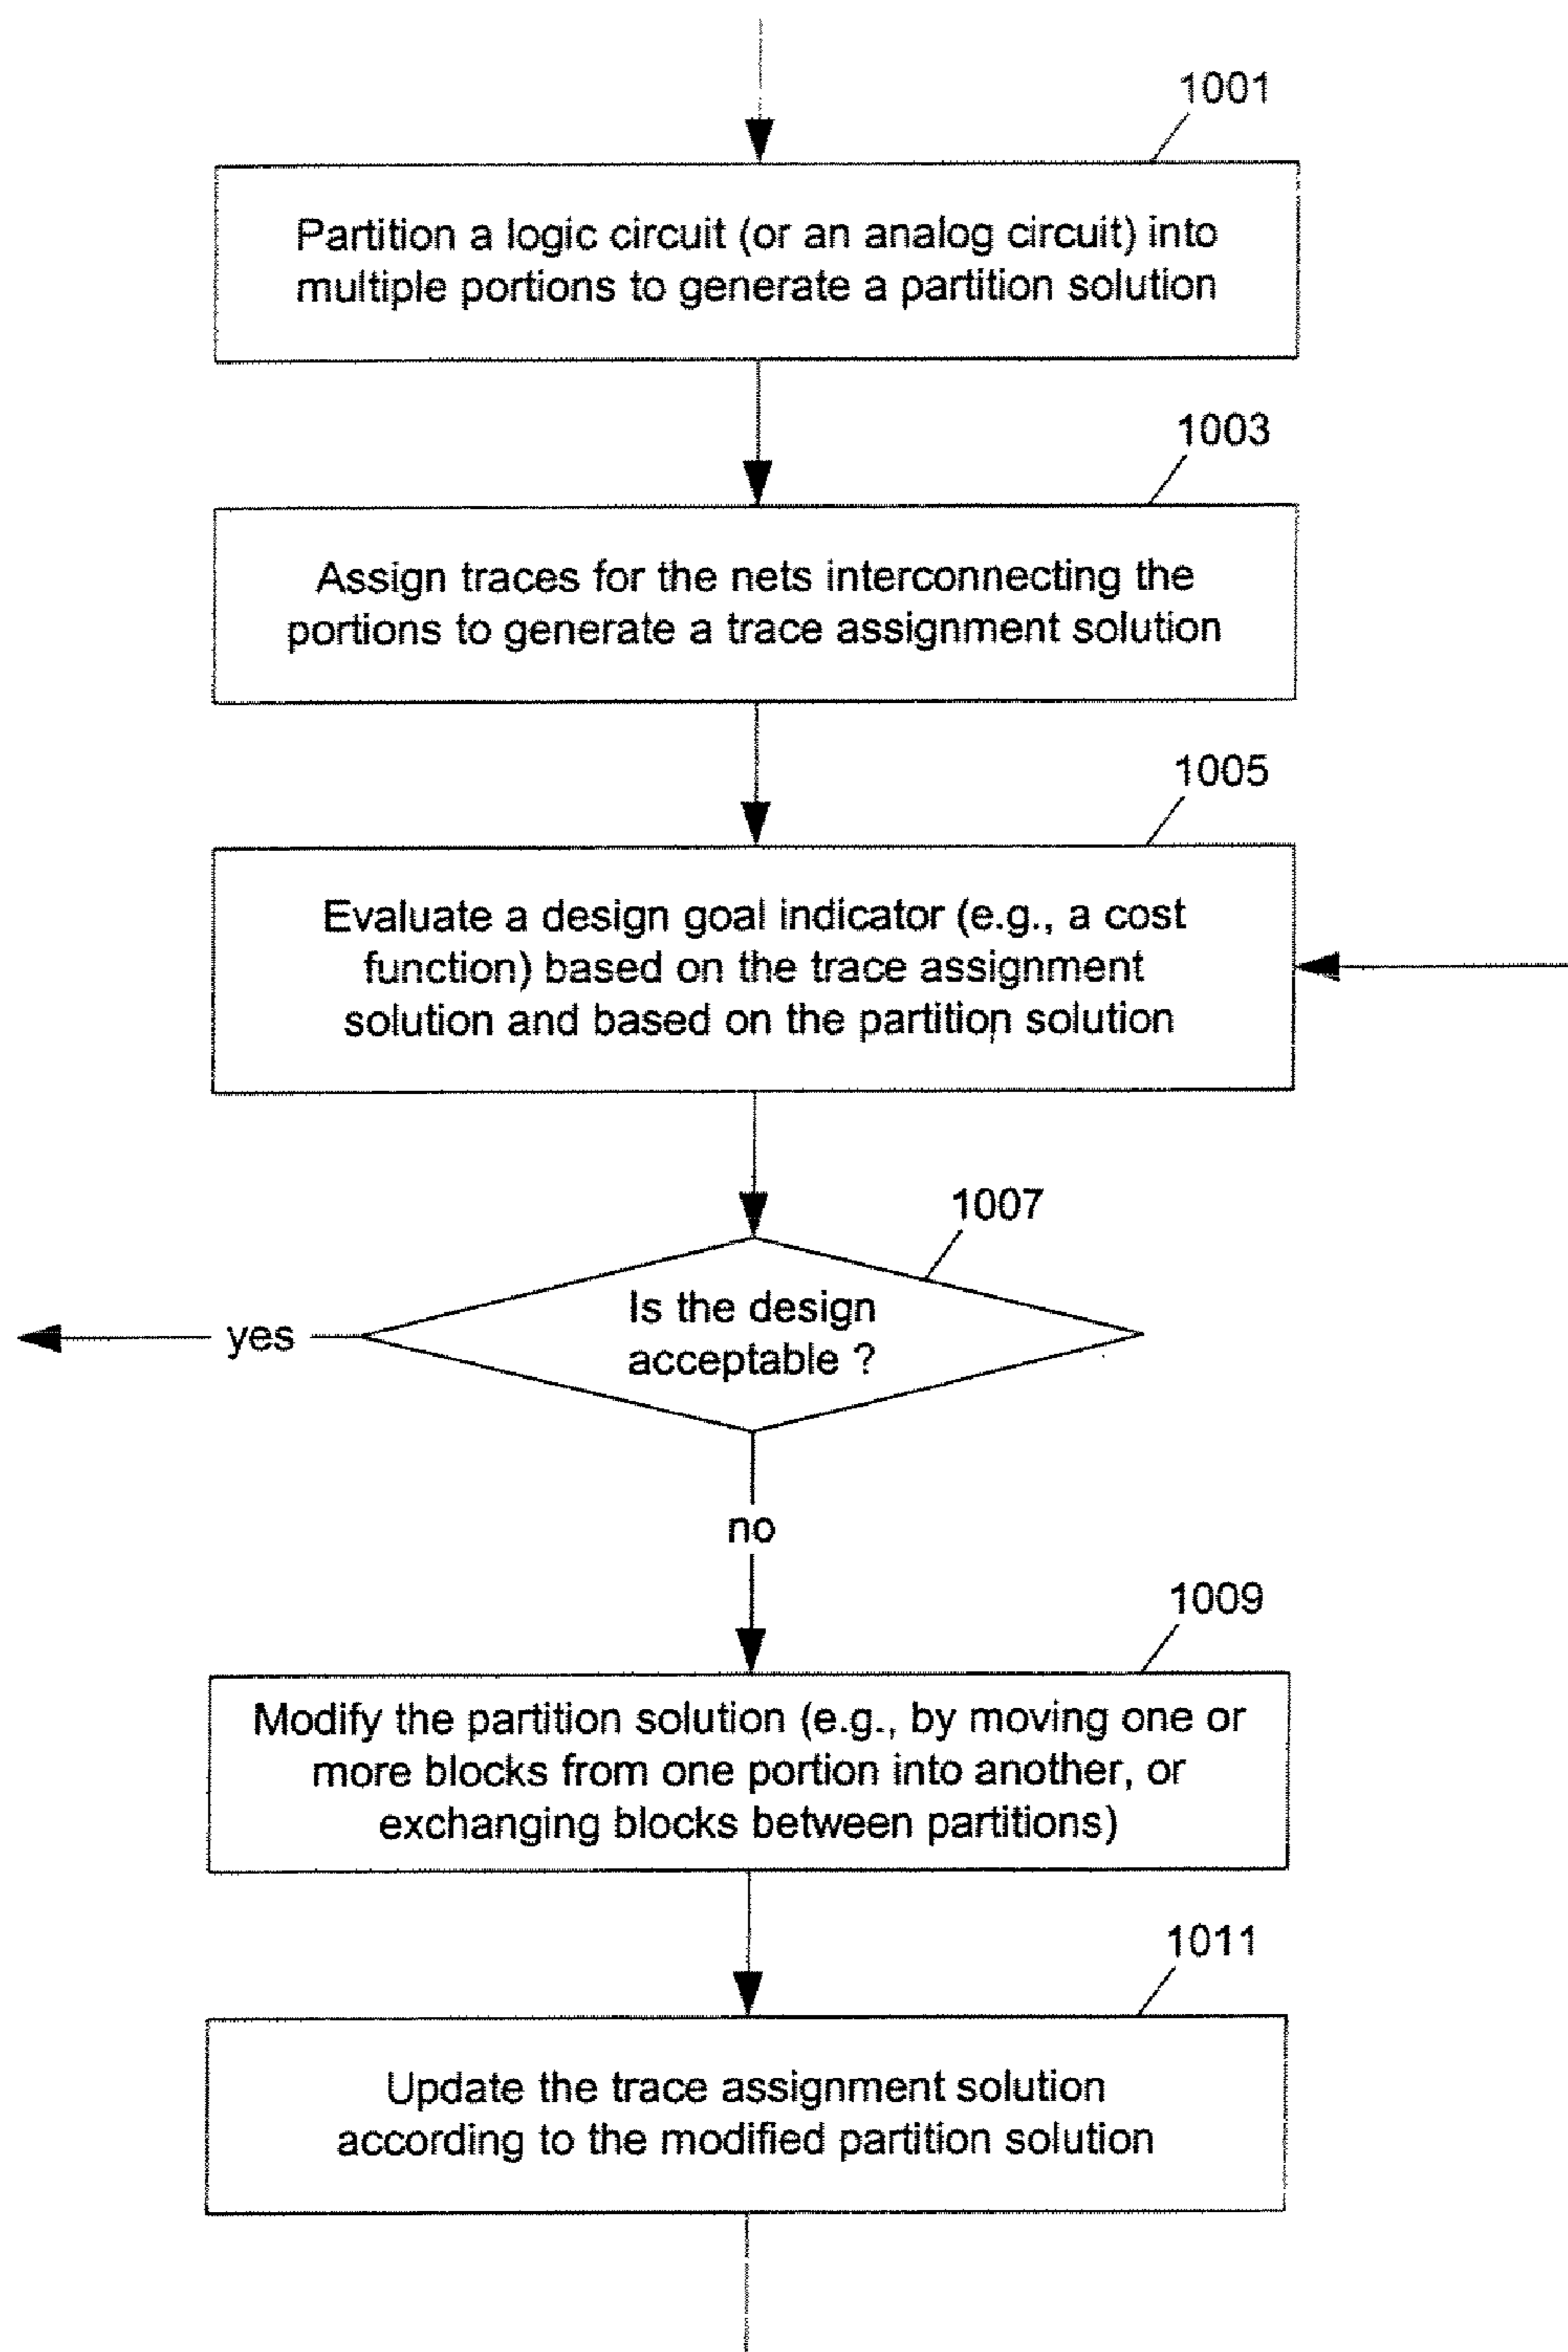 1001
Partition a logic circuit (or an analog circuit) into
multiple portions to generate a partition solution
1003
Assign traces for the nets interconnecting the
portions to generate a trace assignment solution
1005
Evaluate a design goal indicator (e.g., a cost
function) based on the trace assignment
solution and based on the partition solution
1007
Is the design
acceptable ?
yes
no
1009
Modify the partition solution (e.g., by moving one or
more blocks from one portion into another, or
exchanging blocks between partitions)
1011
Update the trace assignment solution
according to the modified partition solution